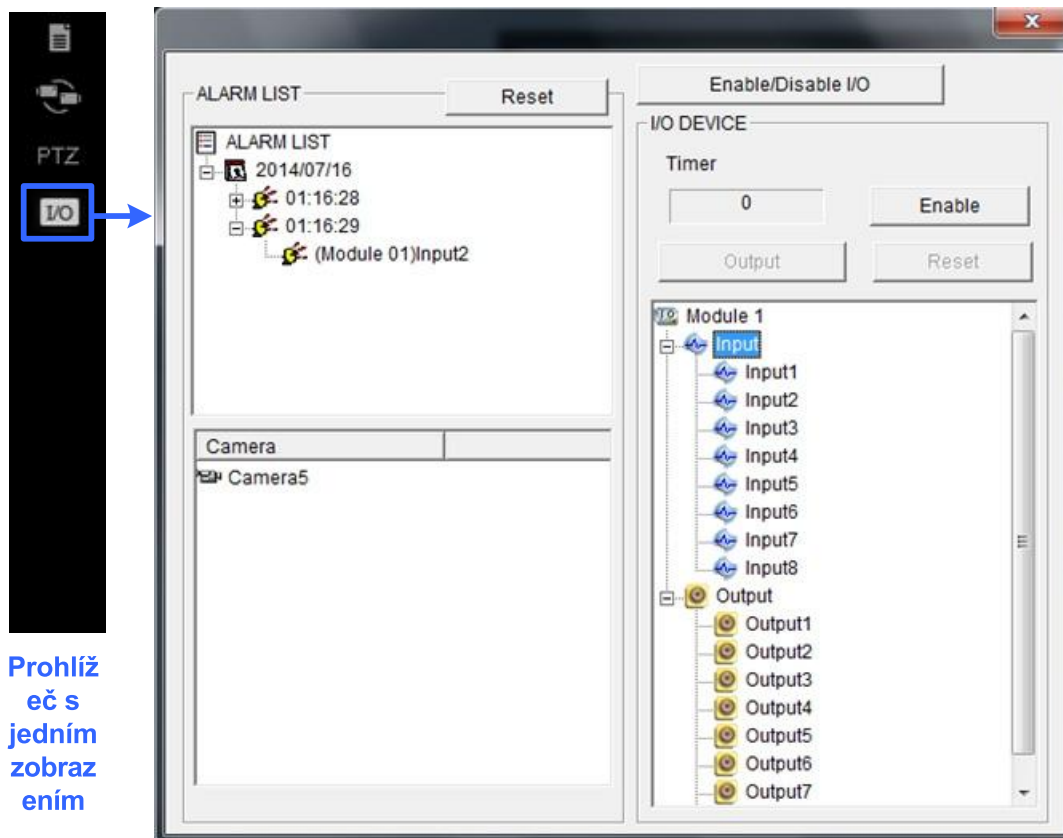 PTZ
I/O
Prohlíž
eč s
jedním
zobraz
ením
ALARM LIST
Reset
ALARM LIST
2014/07/16
01:16:28
01:16:29
(Module 01)Input2
Camera
Camera5
Enable/Disable I/O
I/O DEVICE
Timer
0
Enable
Output
Reset
Module 1
Input
Input1
Input2
Input3
Input4
Input5
Input6
Input7
Input8
Output
Output1
Output2
Output3
Output4
Output5
Output6
Output7